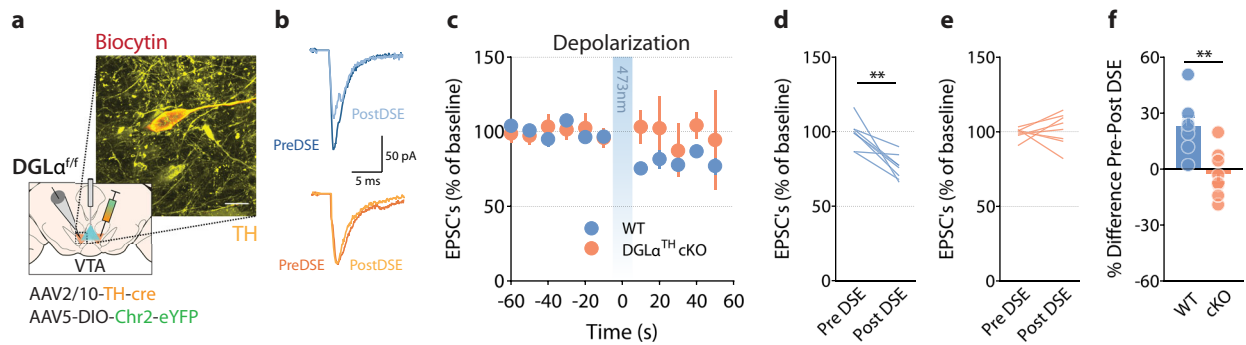 a
Biocytin
DGLα^f/f
TH
VTA
AAV2/10-TH-cre
AAV5-DIO-Chr2-eYFP
b
PostDSE
PreDSE
50 pA
5 ms
PreDSE
PostDSE
c
Depolarization
473nm
EPSC's (% of baseline)
150
100
50
0
WT
DGLα^TH cKO
-60 -40 -20 0 20 40 60
Time (s)
d
**
EPSC's (% of baseline)
150
100
50
0
Pre DSE
Post DSE
e
EPSC's (% of baseline)
150
100
50
0
Pre DSE
Post DSE
f
**
% Difference Pre-Post DSE
60
30
0
-30
-60
WT
cKO